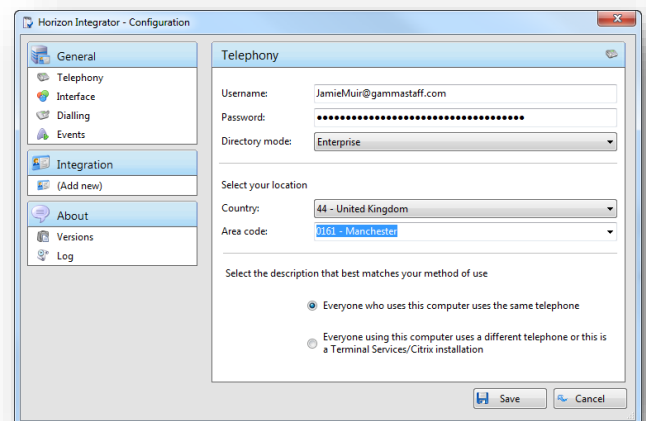 Horizon Integrator - Configuration
General
Telephony
Interface
Dialling
Events
Integration
(Add new)
About
Versions
Log
Telephony
Username: JamieMuir@gammastaff.com
Password: ●●●●●●●●●●●●●●●●●●●●●●●●●●●●●●●●●●●●●
Directory mode: Enterprise
Select your location
Country: 44 - United Kingdom
Area code: 0161 - Manchester
Select the description that best matches your method of use
Everyone who uses this computer uses the same telephone
Everyone using this computer uses a different telephone or this is
a Terminal Services/Citrix installation
Save
Cancel